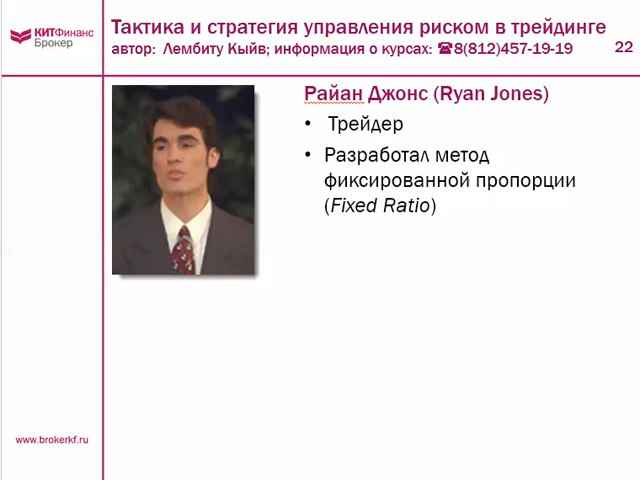 КИТФинанс
Брокер
Тактика и стратегия управления риском в трейдинге
автор: Лембиту Кыйв; информация о курсах: ☎8(812)457-19-19
22
Райан Джонс (Ryan Jones)
• Трейдер
• Разработал метод
фиксированной пропорции
(Fixed Ratio)
www.brokerkf.ru